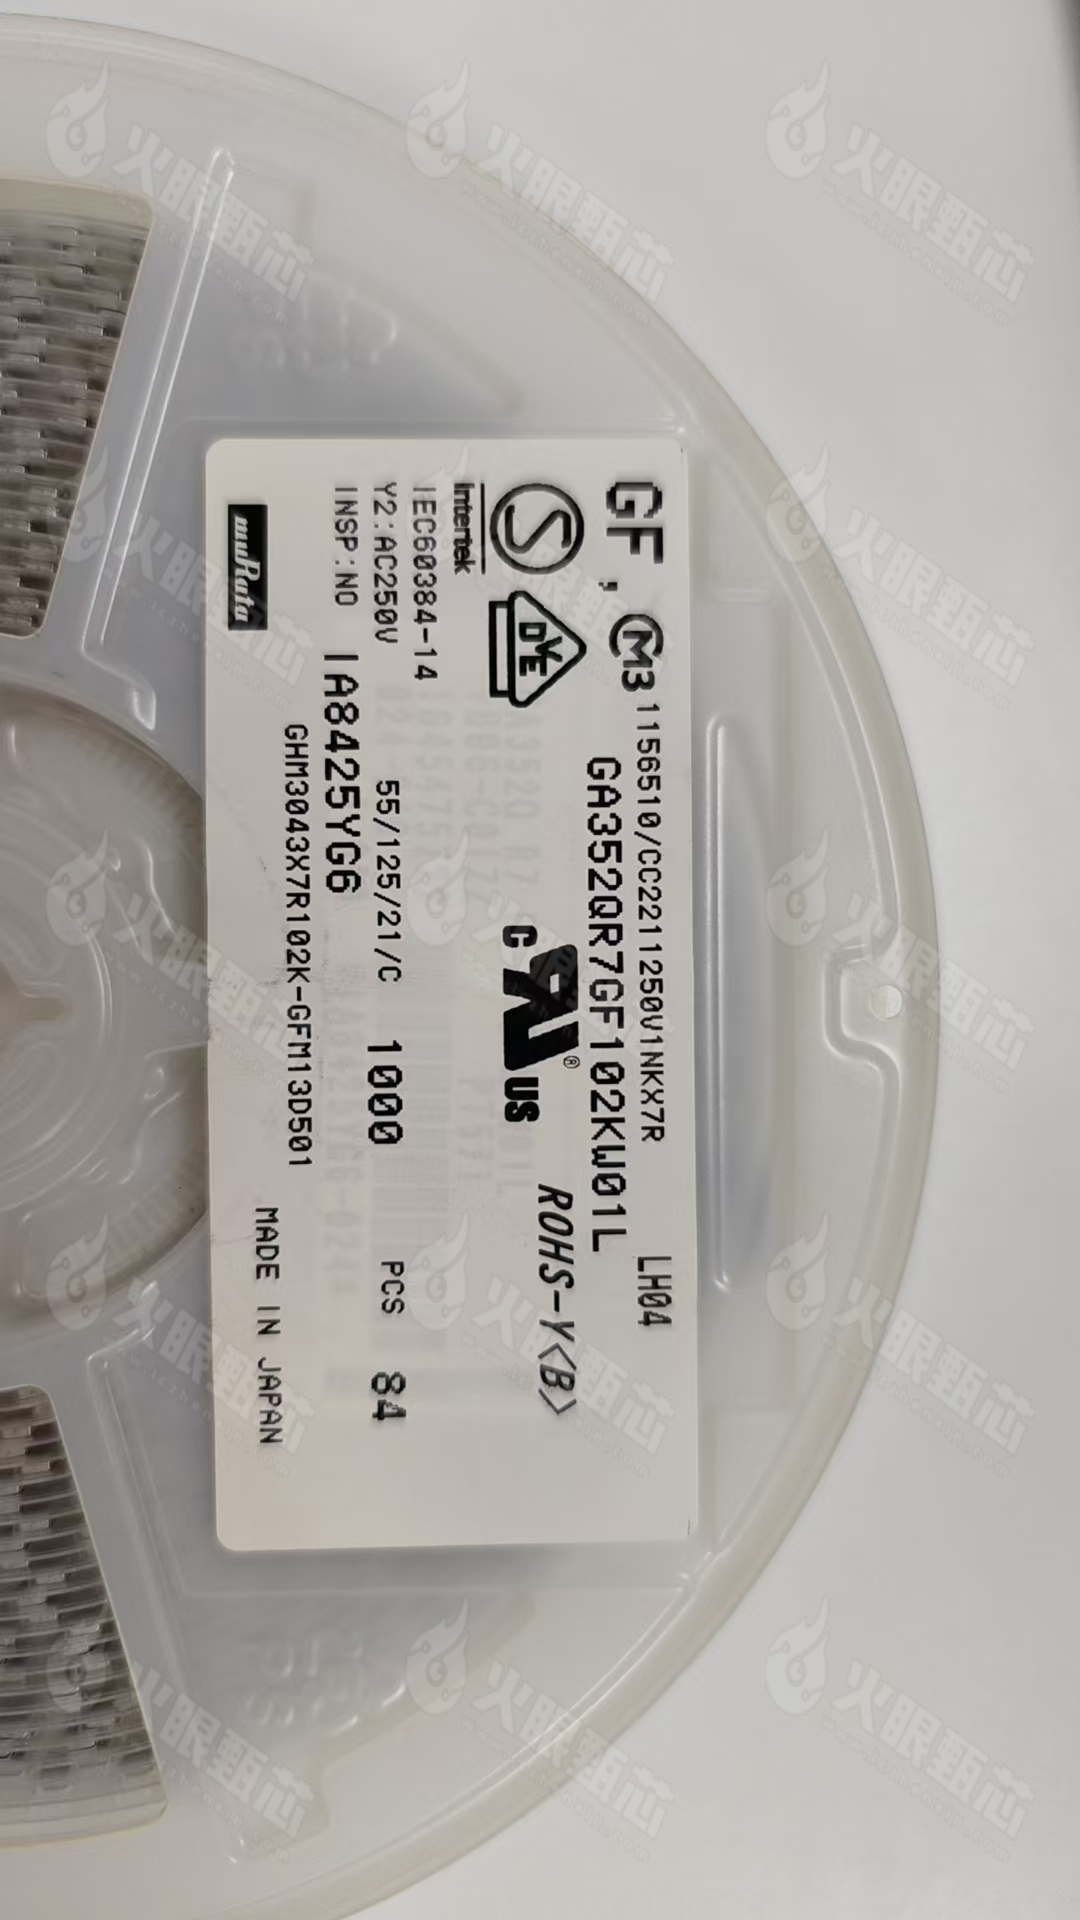 GF, M3 1156510/CC2211250V1NKX7R LH04
GA352QR7GF102KW01L
S DVE c UL® US ROHS-Y<B>
Intertek
IEC60384-14
Y2:AC250V 55/125/21/C 1000 PCS 84
INSP:NO IA8425YG6
GHM3043X7R102K-GFM13D501
muRata MADE IN JAPAN
火眼甄芯